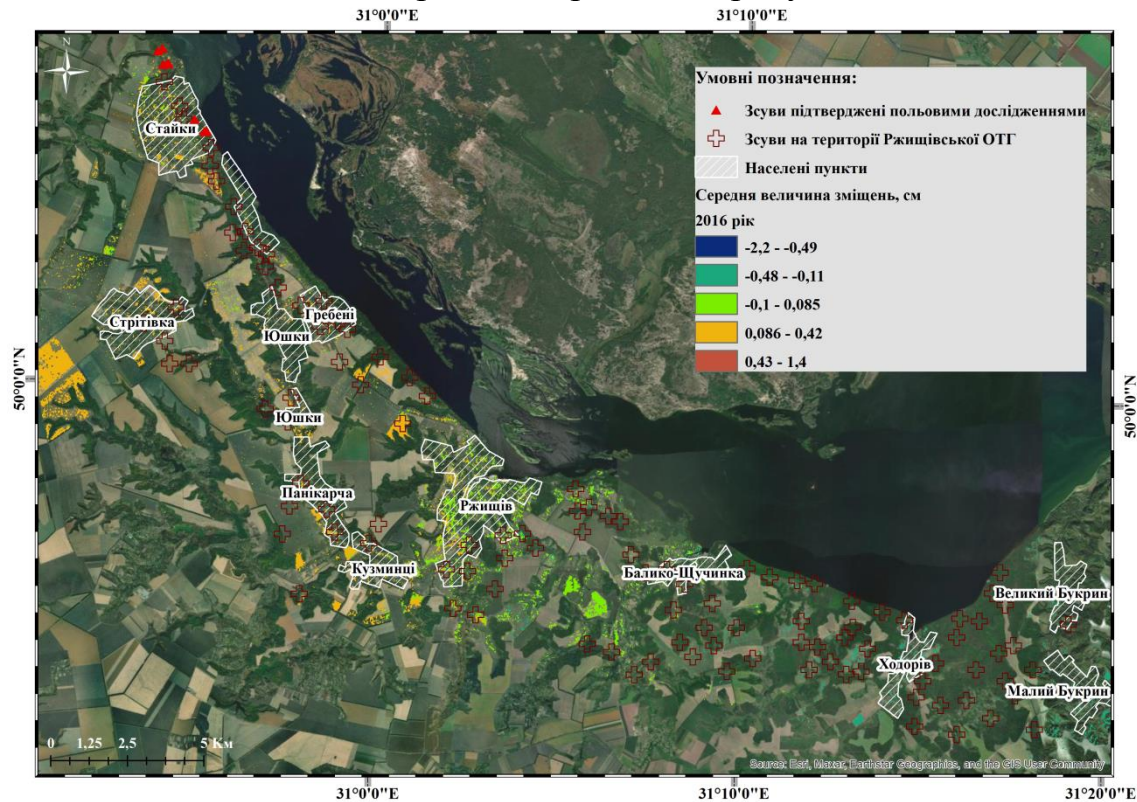 31°0'0"E
31°10'0"E
N
Умовні позначення:
Зсуви підтверджені польовими дослідженнями
Зсуви на території Ржищівської ОТГ
Населені пункти
Середня величина зміщень, см
2016 рік
-2,2 - -0,49
-0,48 - -0,11
-0,1 - 0,085
0,086 - 0,42
0,43 - 1,4
Стайки
Стрітівка
Гребені
Юшки
50°0'0"N
50°0'0"N
Юшки
Панікарча
Ржищів
Кузминці
Балико-Щучинка
Великий Букрин
Ходорів
Малий Букрин
0 1,25 2,5 5 Км
Source: Esri, Maxar, Earthstar Geographics, and the GIS User Community
31°0'0"E
31°10'0"E
31°20'0"E